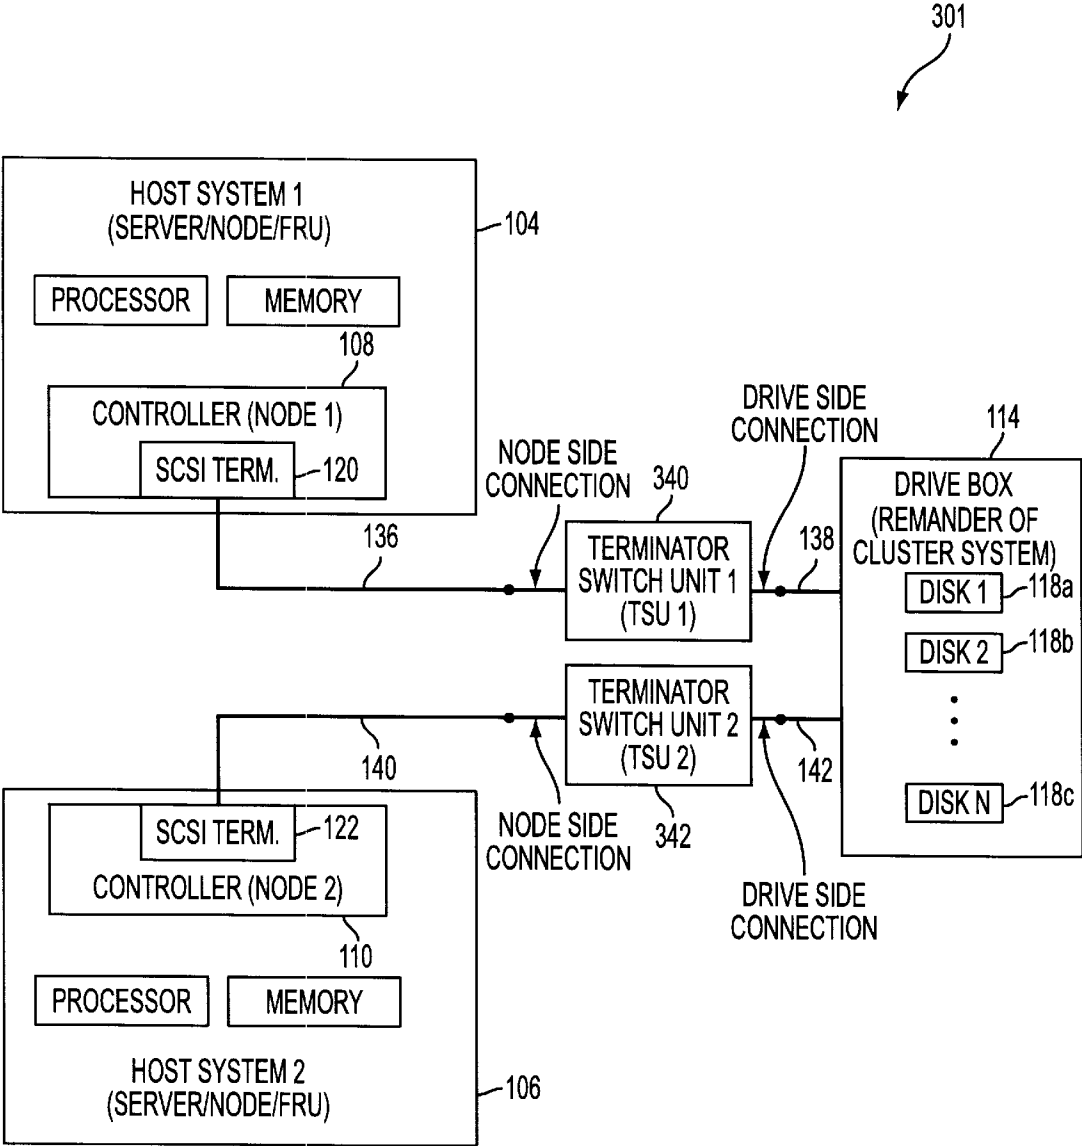 301
HOST SYSTEM 1
(SERVER/NODE/FRU)
104
PROCESSOR
MEMORY
108
CONTROLLER (NODE 1)
SCSI TERM.
120
136
NODE SIDE
CONNECTION
340
TERMINATOR
SWITCH UNIT 1
(TSU 1)
DRIVE SIDE
CONNECTION
138
114
DRIVE BOX
(REMANDER OF
CLUSTER SYSTEM)
DISK 1
118a
DISK 2
118b
DISK N
118c
TERMINATOR
SWITCH UNIT 2
(TSU 2)
342
140
NODE SIDE
CONNECTION
142
DRIVE SIDE
CONNECTION
SCSI TERM.
122
CONTROLLER (NODE 2)
110
PROCESSOR
MEMORY
HOST SYSTEM 2
(SERVER/NODE/FRU)
106